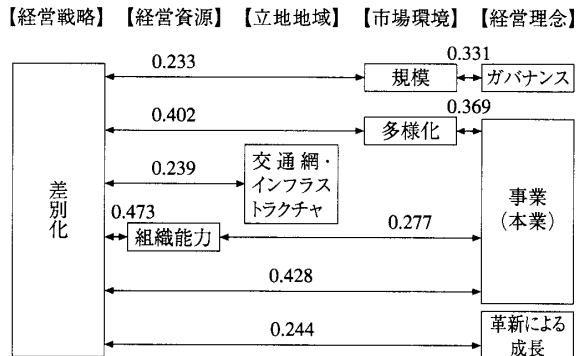 【経営戦略】【経営資源】【立地地域】【市場環境】【経営理念】
0.233
規模
0.331
ガバナンス
0.402
多様化
0.369
差別化
0.239
交通網・
インフラス
トラクチャ
事業
（本業）
0.473
組織能力
0.277
0.428
0.244
革新による
成長